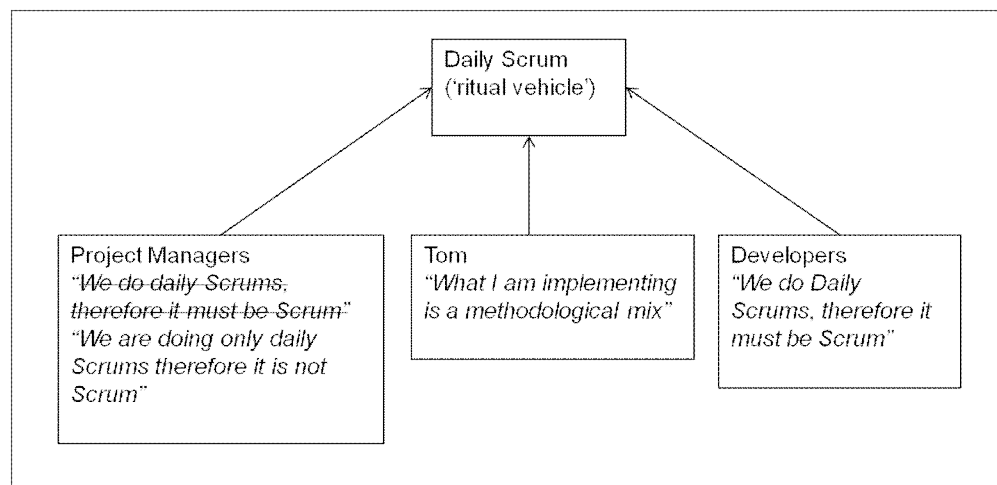 Daily Scrum
('ritual vehicle')
Project Managers
"We do daily Scrums,
therefore it must be Scrum"
"We are doing only daily
Scrums therefore it is not
Scrum"
Tom
"What I am implementing
is a methodological mix"
Developers
"We do Daily
Scrums, therefore it
must be Scrum"